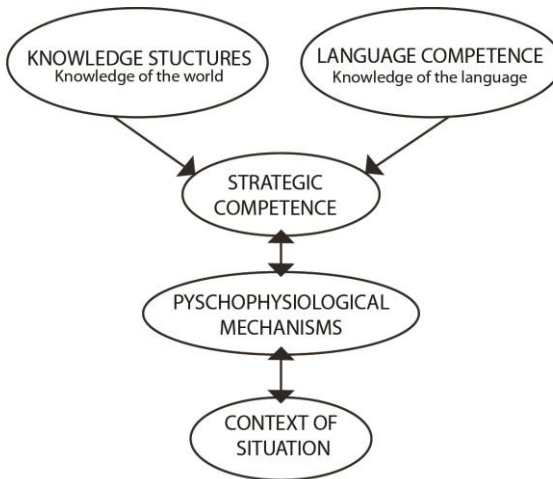 KNOWLEDGE STUCTURES
Knowledge of the world
LANGUAGE COMPETENCE
Knowledge of the language
STRATEGIC
COMPETENCE
PYSCHOPHYSIOLOGICAL
MECHANISMS
CONTEXT OF
SITUATION